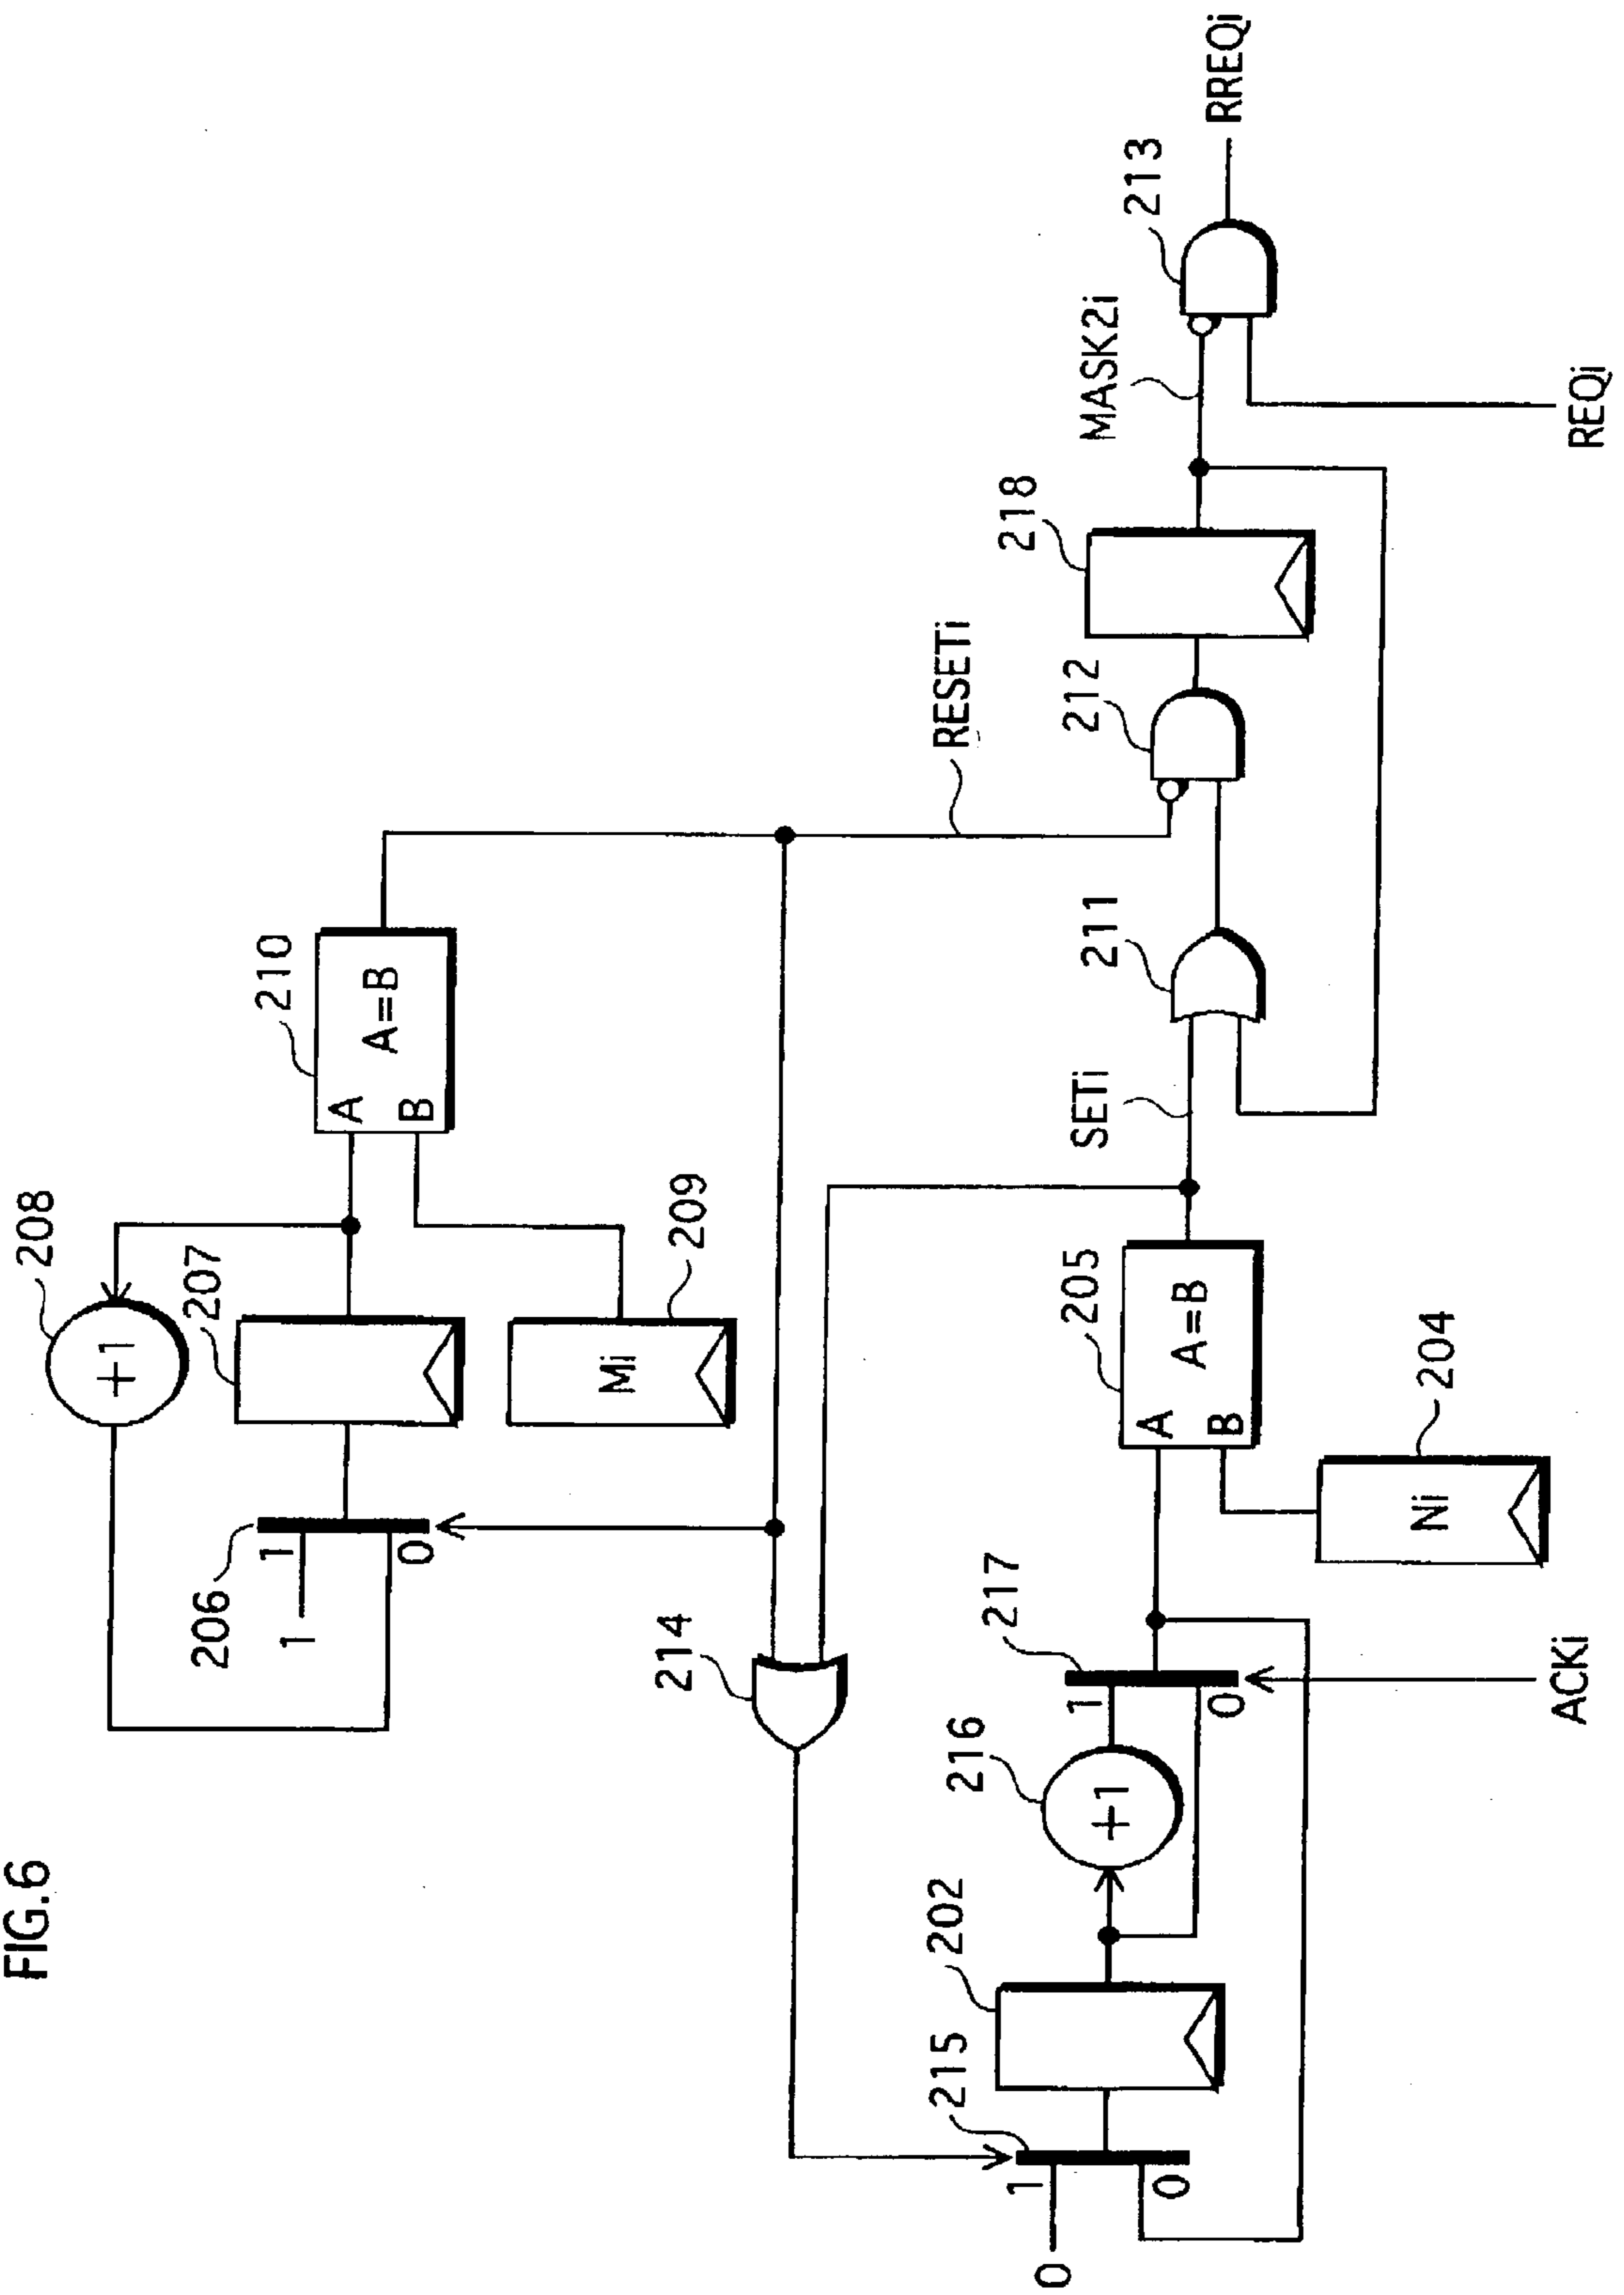 FIG.6
208
+1
207
206
1
1
0
Mi
209
210
A
B
A=B
RESETi
214
215
1
0
0
202
216
+1
217
1
0
ACKi
204
Ni
205
A
B
A=B
SETi
211
212
218
MASK2i
213
REQi
RREQi